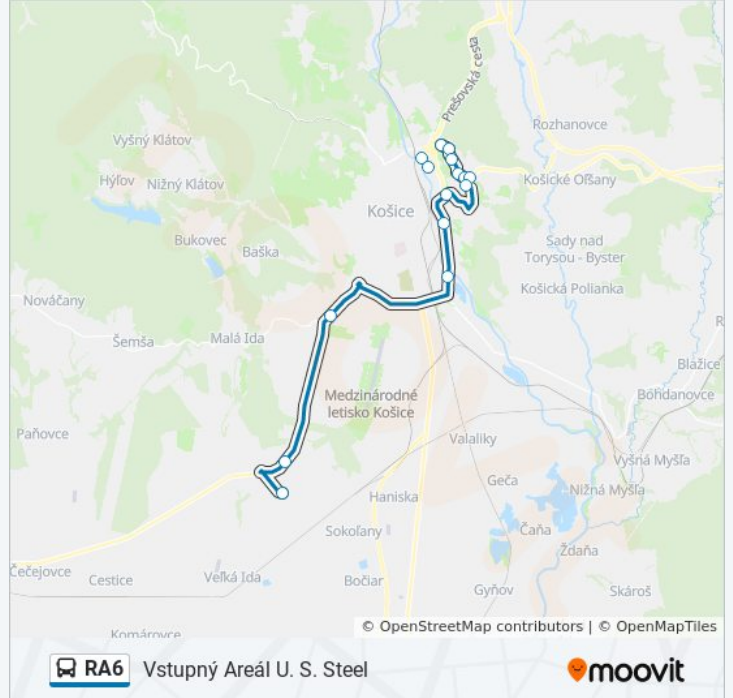 Prešovská cesta
Rozhanovce
Vyšný Klátov
Hýľov
Nižný Klátov
Košické Oľšany
Košice
Bukovec
Baška
Sady nad
Torysou - Byster
Košická Polianka
Nováčany
Šemša
Malá Ida
R
Blažice
Medzinárodné
letisko Košice
Bohdanovce
Paňovce
Valaliky
Vyšná Myšľa
Geča
Nižná Myšľa
Haniska
Čaňa
Sokoľany
Ždaňa
Čečejovce
Cestice
Veľká Ida
Bočiar
Gyňov
Skároš
Komárovce
© OpenStreetMap contributors | © OpenMapTiles
RA6 Vstupný Areál U. S. Steel
moovit